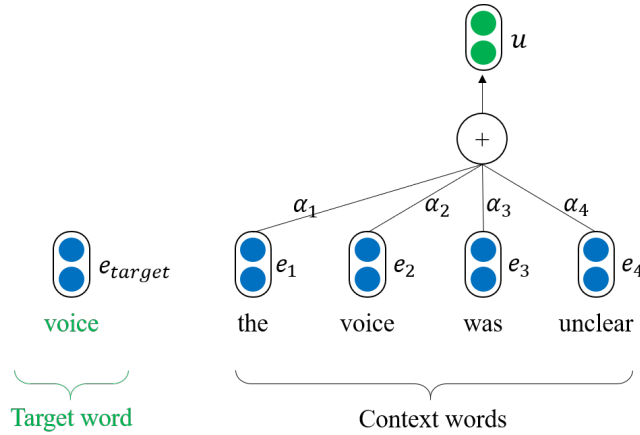 u
+
α₁ α₂ α₃ α₄
e_target e₁ e₂ e₃ e₄
voice the voice was unclear
Target word Context words